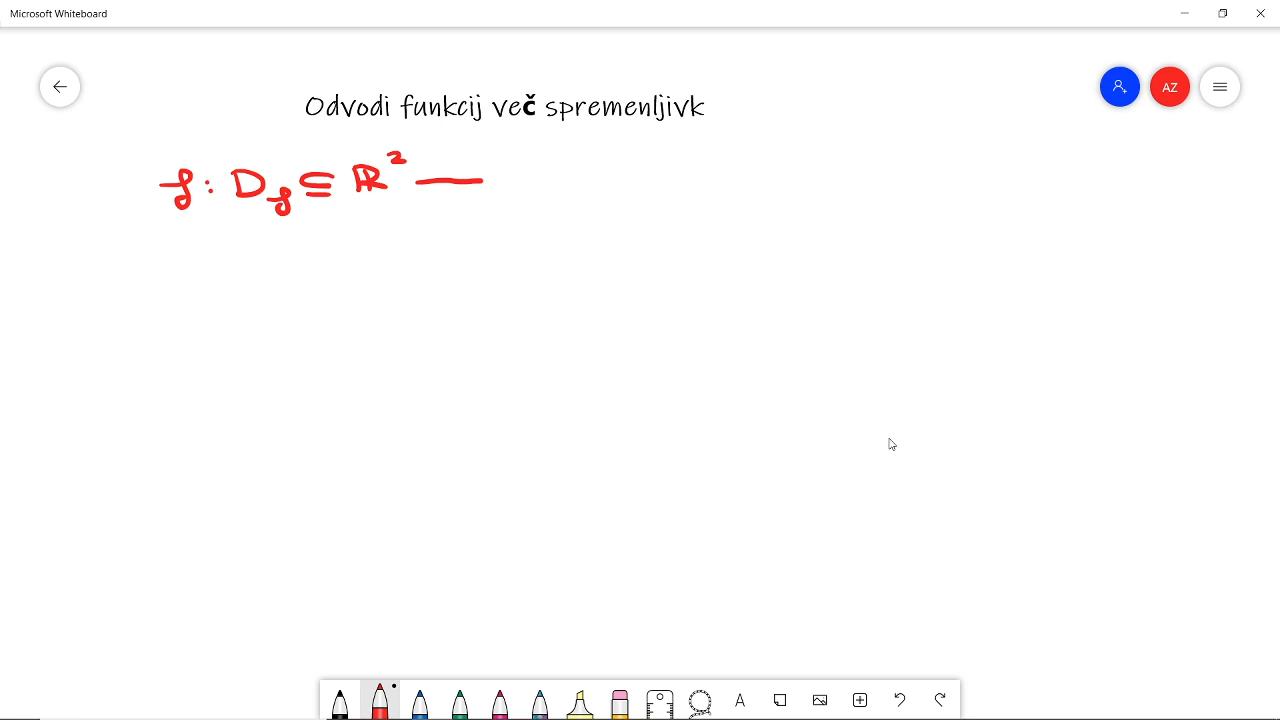 Microsoft Whiteboard
AZ
Odvodi funkcij več spremenljivk
f: D_f ⊆ ℝ² —
A